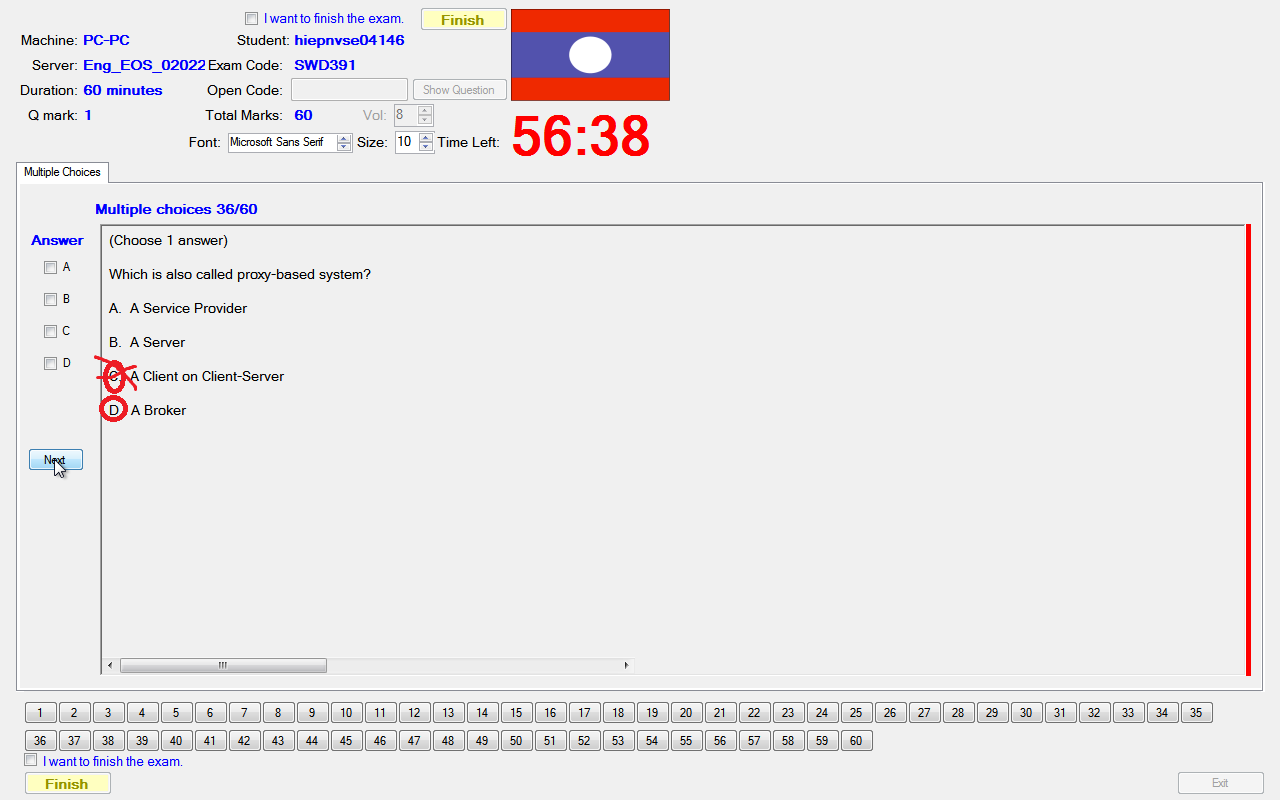 I want to finish the exam. Finish
Machine: PC-PC Student: hiepnvse04146
Server: Eng_EOS_02022 Exam Code: SWD391
Duration: 60 minutes Open Code: Show Question
Q mark: 1 Total Marks: 60 Vol: 8
Font: Microsoft Sans Serif Size: 10 Time Left: 56:38
Multiple Choices
Multiple choices 36/60
Answer
A
B
C
D
Next
(Choose 1 answer)
Which is also called proxy-based system?
A. A Service Provider
B. A Server
C. A Client on Client-Server
D. A Broker
1 2 3 4 5 6 7 8 9 10 11 12 13 14 15 16 17 18 19 20 21 22 23 24 25 26 27 28 29 30 31 32 33 34 35
36 37 38 39 40 41 42 43 44 45 46 47 48 49 50 51 52 53 54 55 56 57 58 59 60
I want to finish the exam.
Finish Exit